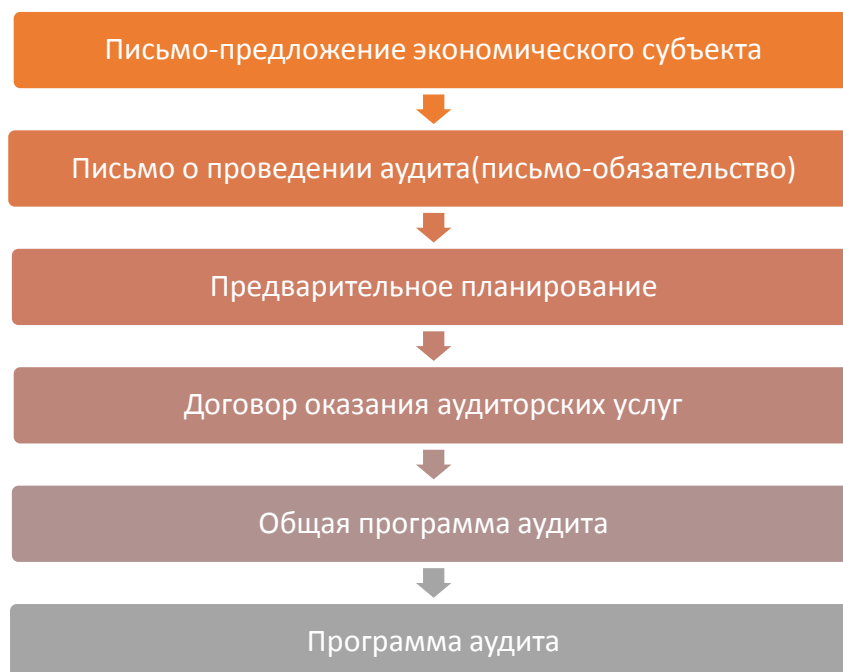 Письмо-предложение экономического субъекта
Письмо о проведении аудита(письмо-обязательство)
Предварительное планирование
Договор оказания аудиторских услуг
Общая программа аудита
Программа аудита